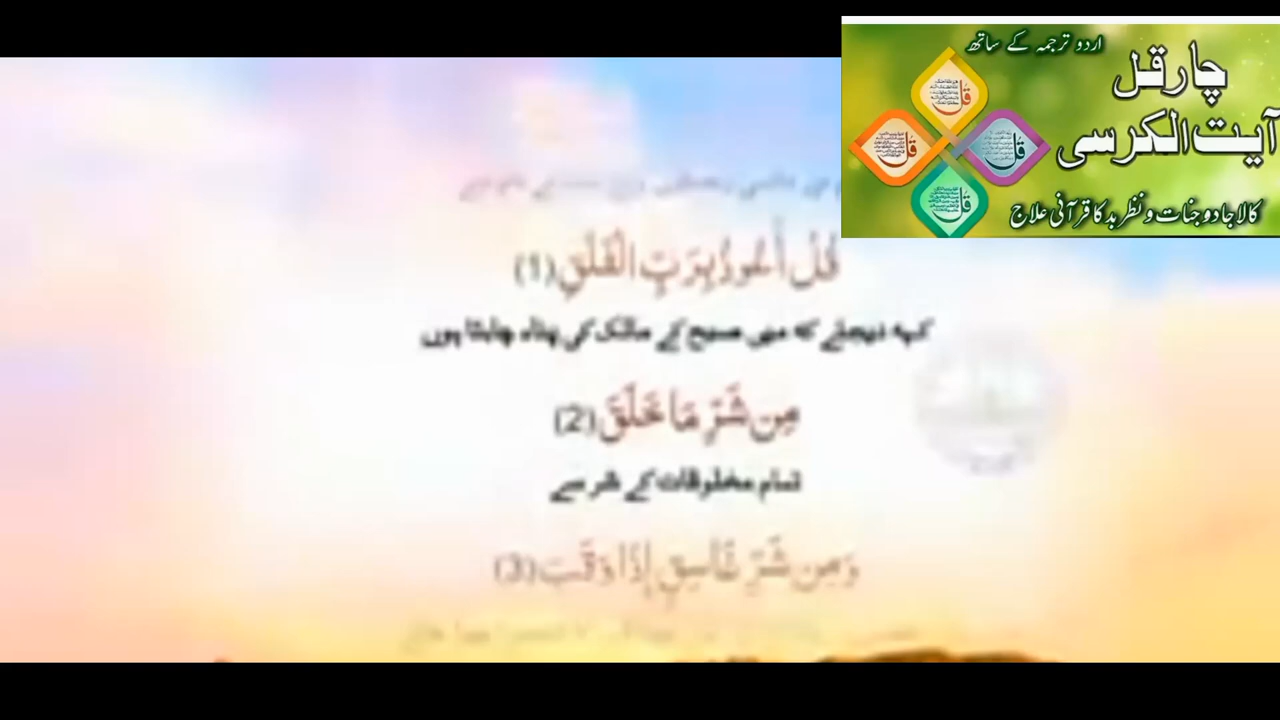 اردو ترجمہ کے ساتھ
چار قل
آیت الکرسی
کالا جادو جنات و نظر بد کا قرآنی علاج
قُلْ أَعُوذُ بِرَبِّ الْفَلَقِ (1)
کہہ دیجئے کہ میں صبح کے مالک کی پناہ چاہتا ہوں
مِن شَرِّ مَا خَلَقَ (2)
تمام مخلوقات کے شر سے
وَمِن شَرِّ غَاسِقٍ إِذَا وَقَبَ (3)